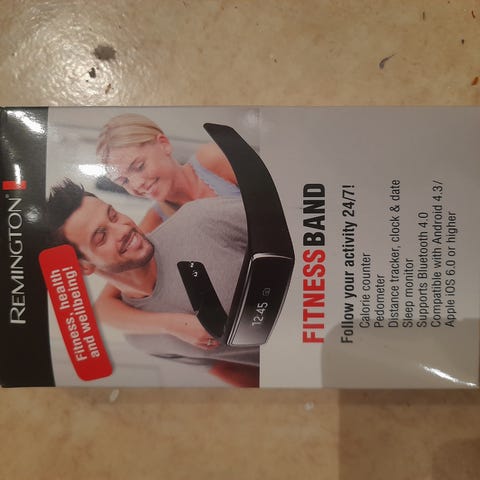 REMINGTON
Fitness, health
and wellbeing!
12:45
FITNESS BAND
Follow your activity 24/7!
Calorie counter
Pedometer
Distance tracker, clock & date
Sleep monitor
Supports Bluetooth 4.0
Compatible with Android 4.3/
Apple iOS 6.0 or higher